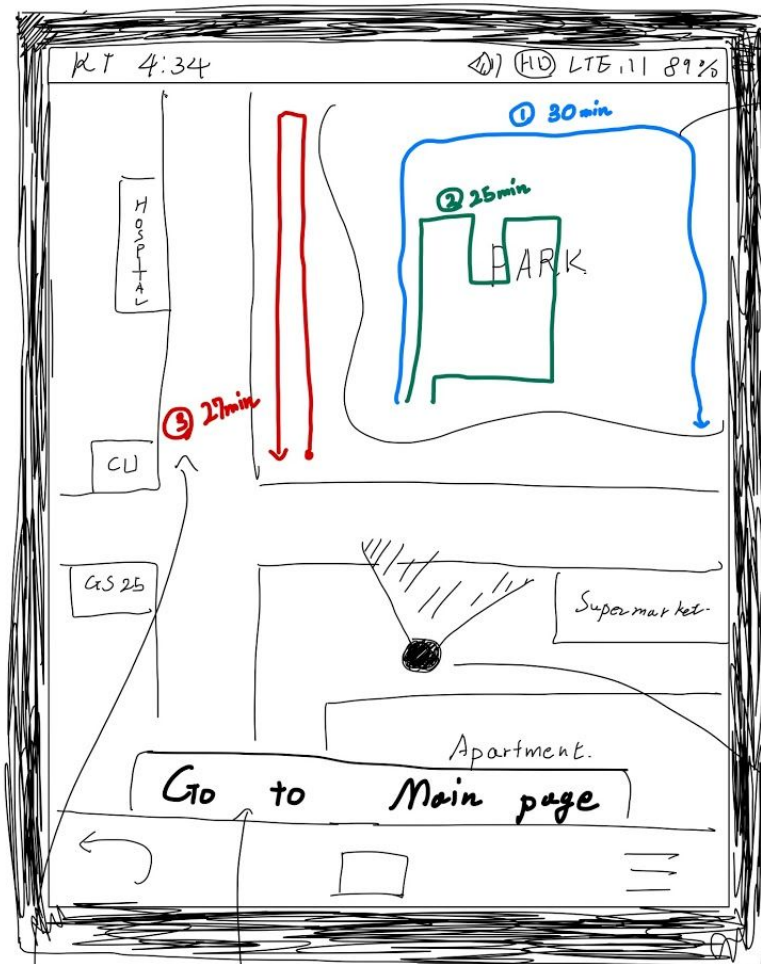 KT 4:34 HD LTE 89%
① 30min
② 25min
HOSPITAL
PARK
③ 27min
CU
GS25
Supermarket.
Apartment.
Go to Main page